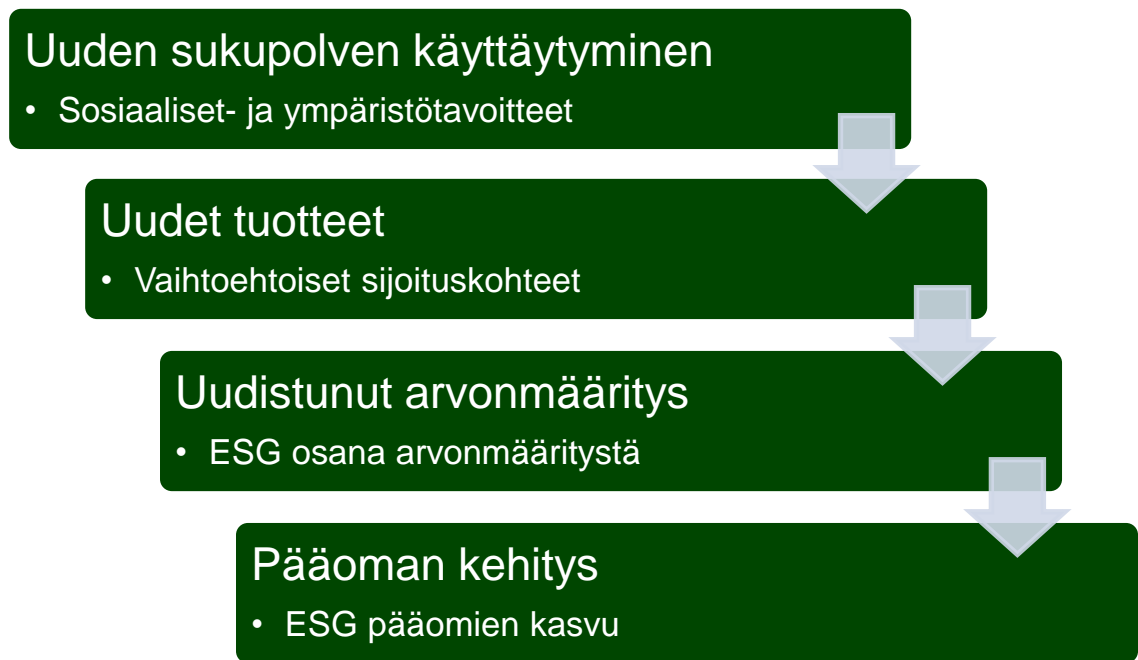 Uuden sukupolven käyttäytyminen
• Sosiaaliset- ja ympäristötavoitteet
Uudet tuotteet
• Vaihtoehtoiset sijoituskohteet
Uudistunut arvonmääritys
• ESG osana arvonmääritystä
Pääoman kehitys
• ESG pääomien kasvu